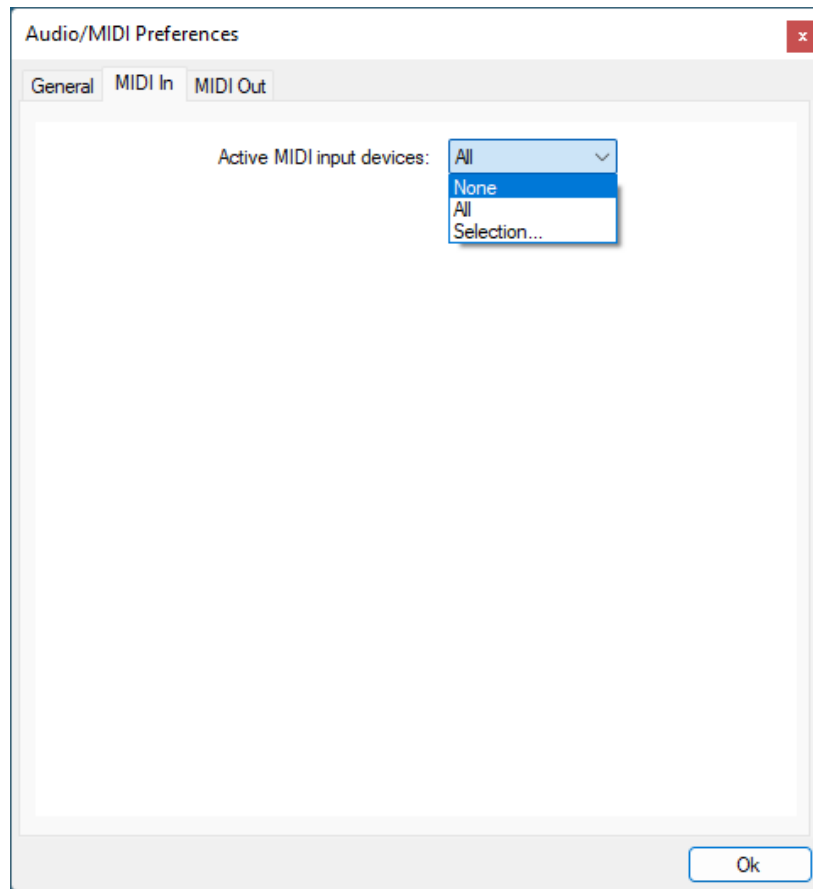 Audio/MIDI Preferences
x
General MIDI In MIDI Out
Active MIDI input devices: All
None
All
Selection...
Ok